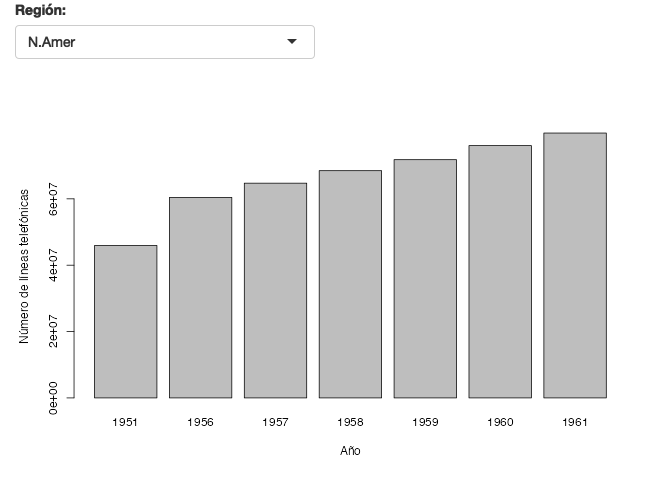 Región:
N.Amer
Número de líneas telefónicas
6e+07
4e+07
2e+07
0e+00
1951 1956 1957 1958 1959 1960 1961
Año